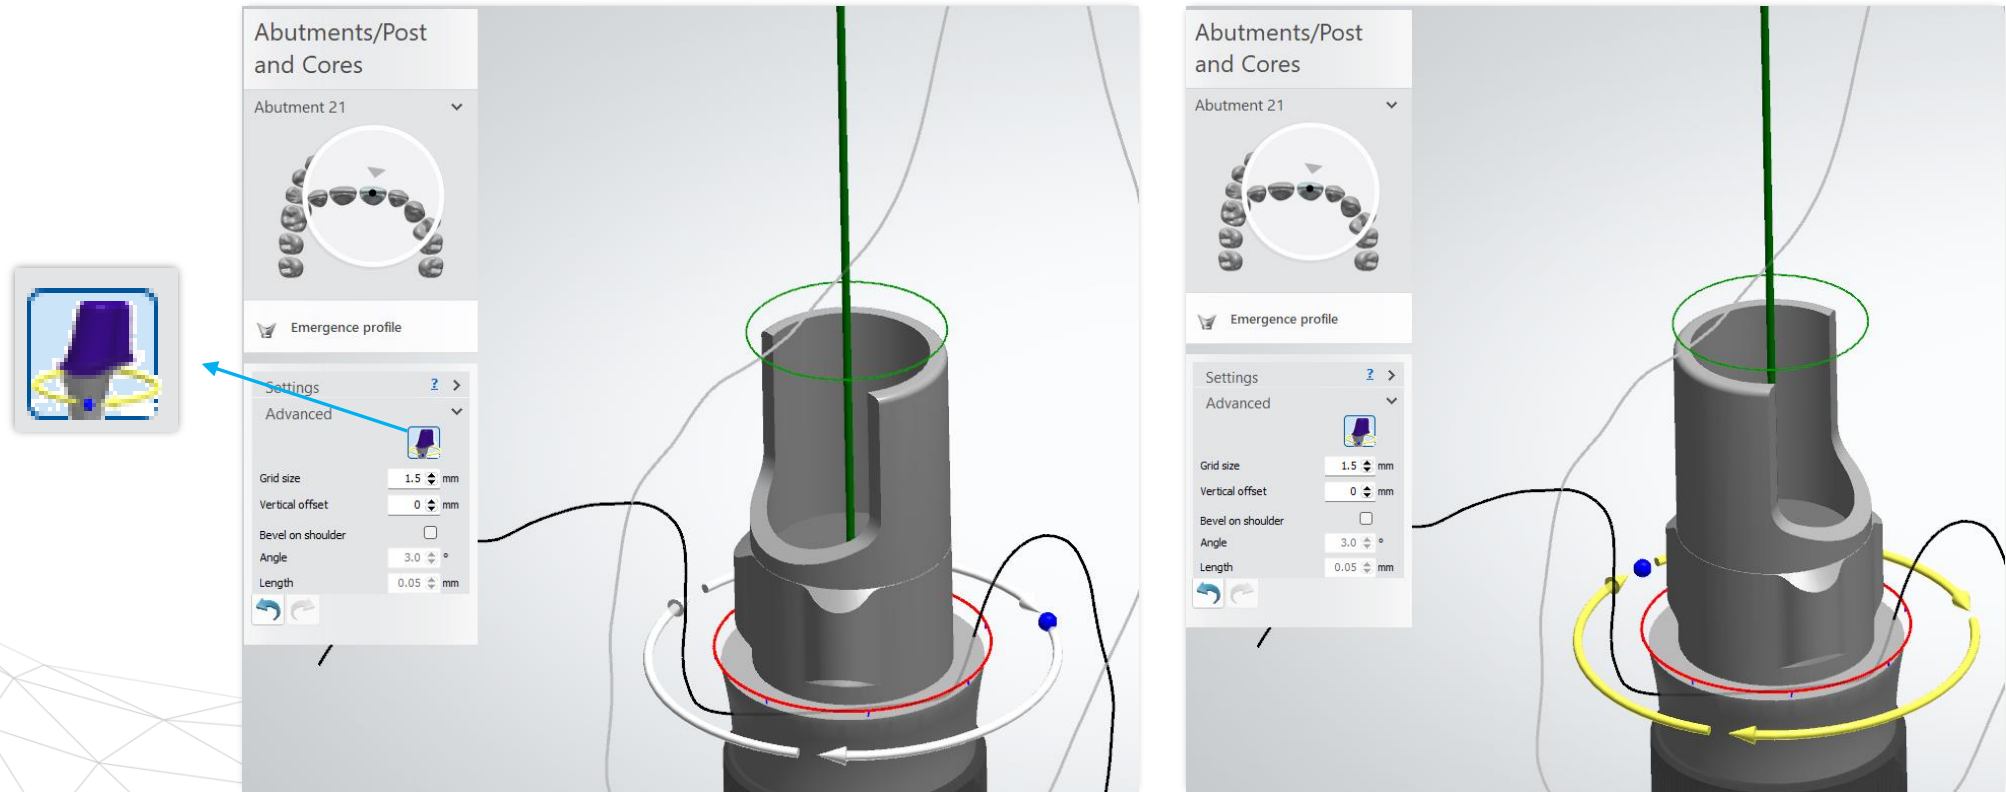 Abutments/Post
and Cores
Abutment 21
Emergence profile
Settings ?
Advanced
Grid size 1.5 mm
Vertical offset 0 mm
Bevel on shoulder
Angle 3.0 °
Length 0.05 mm
Abutments/Post
and Cores
Abutment 21
Emergence profile
Settings ?
Advanced
Grid size 1.5 mm
Vertical offset 0 mm
Bevel on shoulder
Angle 3.0 °
Length 0.05 mm